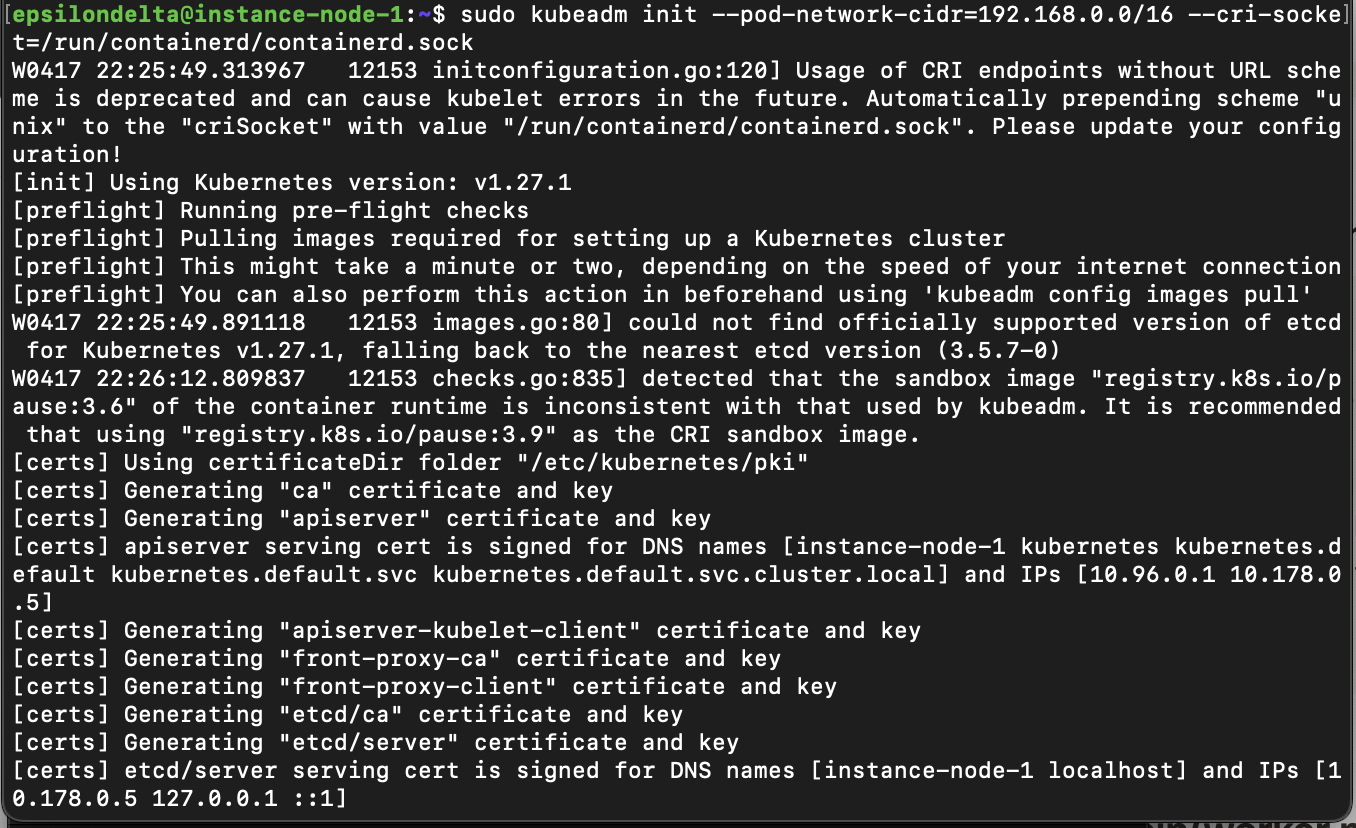 [epsilondelta@instance-node-1:~$ sudo kubeadm init --pod-network-cidr=192.168.0.0/16 --cri-socke]
t=/run/containerd/containerd.sock
W0417 22:25:49.313967   12153 initconfiguration.go:120] Usage of CRI endpoints without URL sche
me is deprecated and can cause kubelet errors in the future. Automatically prepending scheme "u
nix" to the "criSocket" with value "/run/containerd/containerd.sock". Please update your config
uration!
[init] Using Kubernetes version: v1.27.1
[preflight] Running pre-flight checks
[preflight] Pulling images required for setting up a Kubernetes cluster
[preflight] This might take a minute or two, depending on the speed of your internet connection
[preflight] You can also perform this action in beforehand using 'kubeadm config images pull'
W0417 22:25:49.891118   12153 images.go:80] could not find officially supported version of etcd
 for Kubernetes v1.27.1, falling back to the nearest etcd version (3.5.7-0)
W0417 22:26:12.809837   12153 checks.go:835] detected that the sandbox image "registry.k8s.io/p
ause:3.6" of the container runtime is inconsistent with that used by kubeadm. It is recommended
 that using "registry.k8s.io/pause:3.9" as the CRI sandbox image.
[certs] Using certificateDir folder "/etc/kubernetes/pki"
[certs] Generating "ca" certificate and key
[certs] Generating "apiserver" certificate and key
[certs] apiserver serving cert is signed for DNS names [instance-node-1 kubernetes kubernetes.d
efault kubernetes.default.svc kubernetes.default.svc.cluster.local] and IPs [10.96.0.1 10.178.0
.5]
[certs] Generating "apiserver-kubelet-client" certificate and key
[certs] Generating "front-proxy-ca" certificate and key
[certs] Generating "front-proxy-client" certificate and key
[certs] Generating "etcd/ca" certificate and key
[certs] Generating "etcd/server" certificate and key
[certs] etcd/server serving cert is signed for DNS names [instance-node-1 localhost] and IPs [1
0.178.0.5 127.0.0.1 ::1]